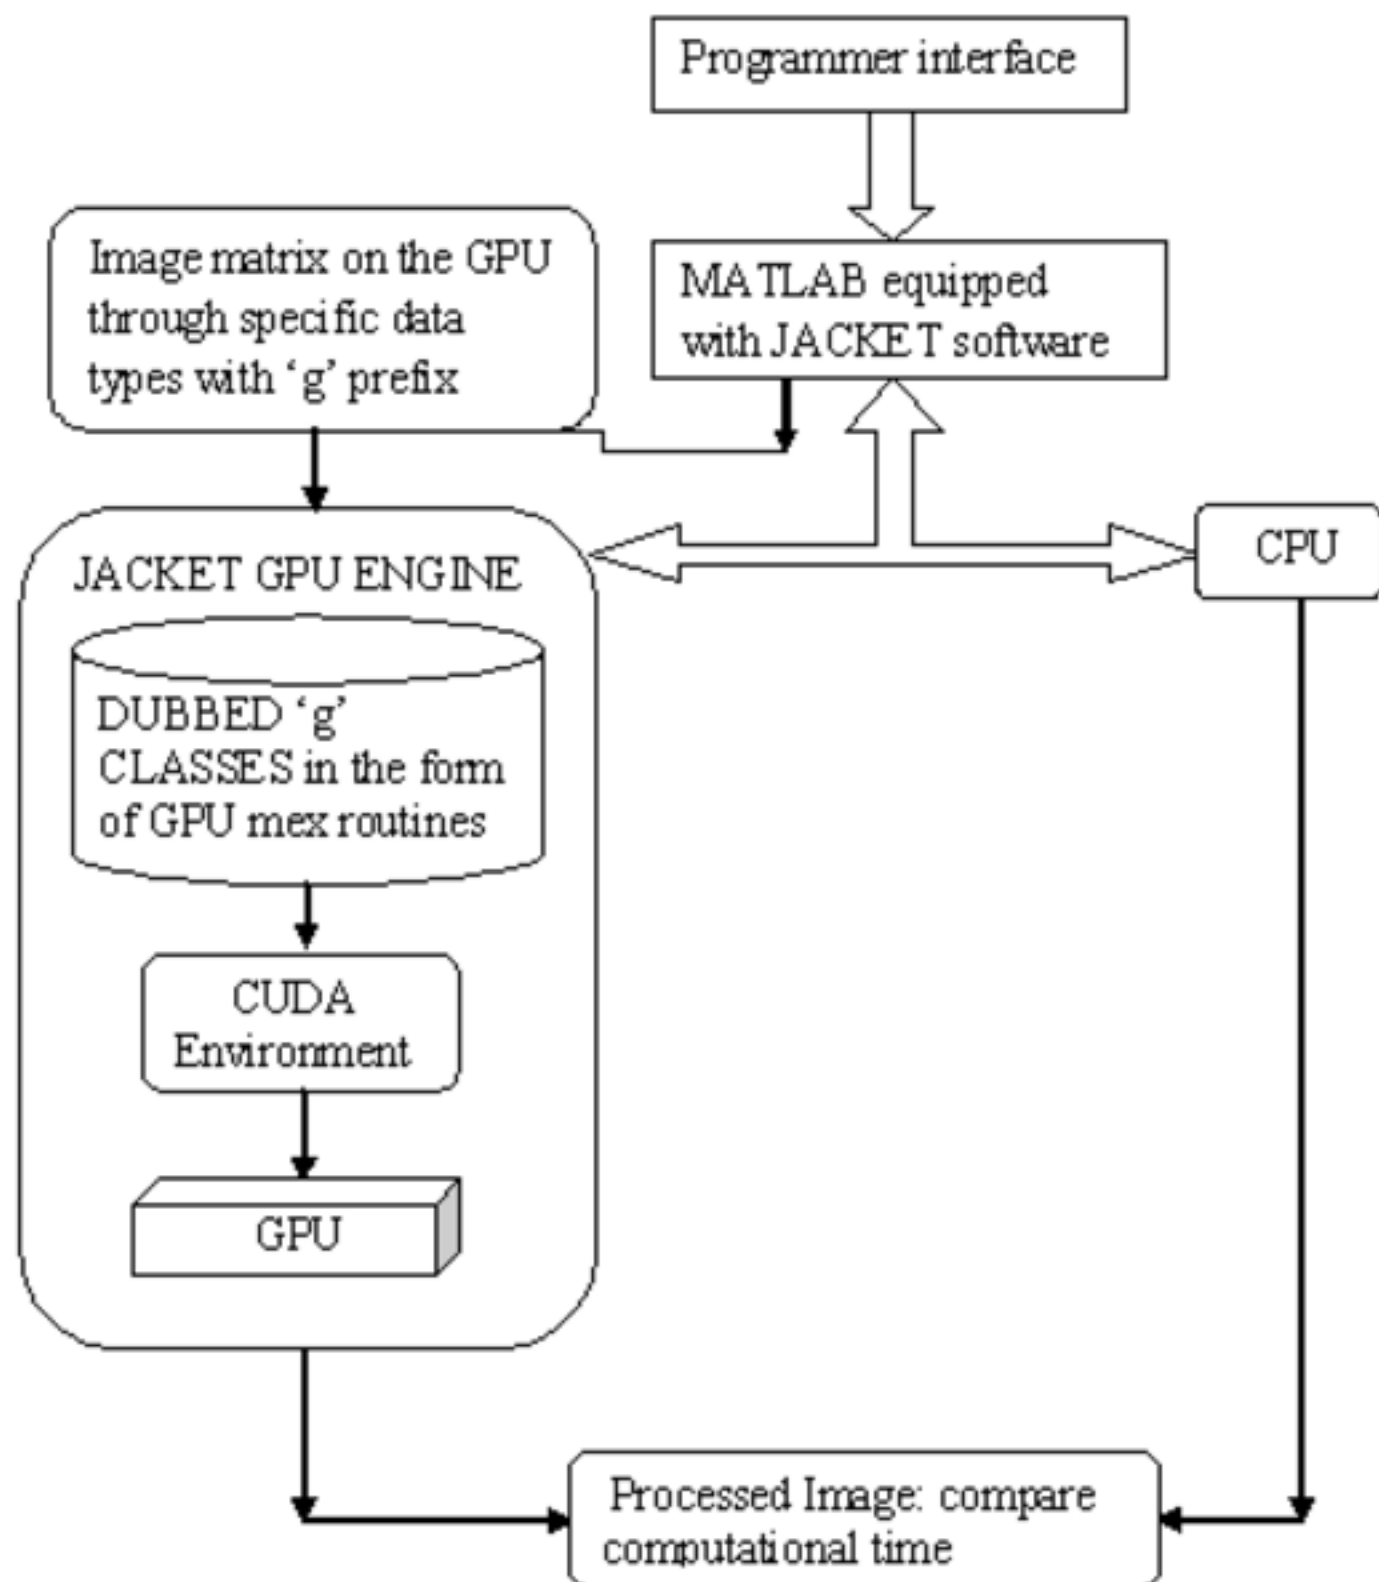 Programmer interface
Image matrix on the GPU
through specific data
types with ‘g’ prefix
MATLAB equipped
with JACKET software
JACKET GPU ENGINE
CPU
DUBBED ‘g’
CLASSES in the form
of GPU mex routines
CUDA
Environment
GPU
Processed Image: compare
computational time